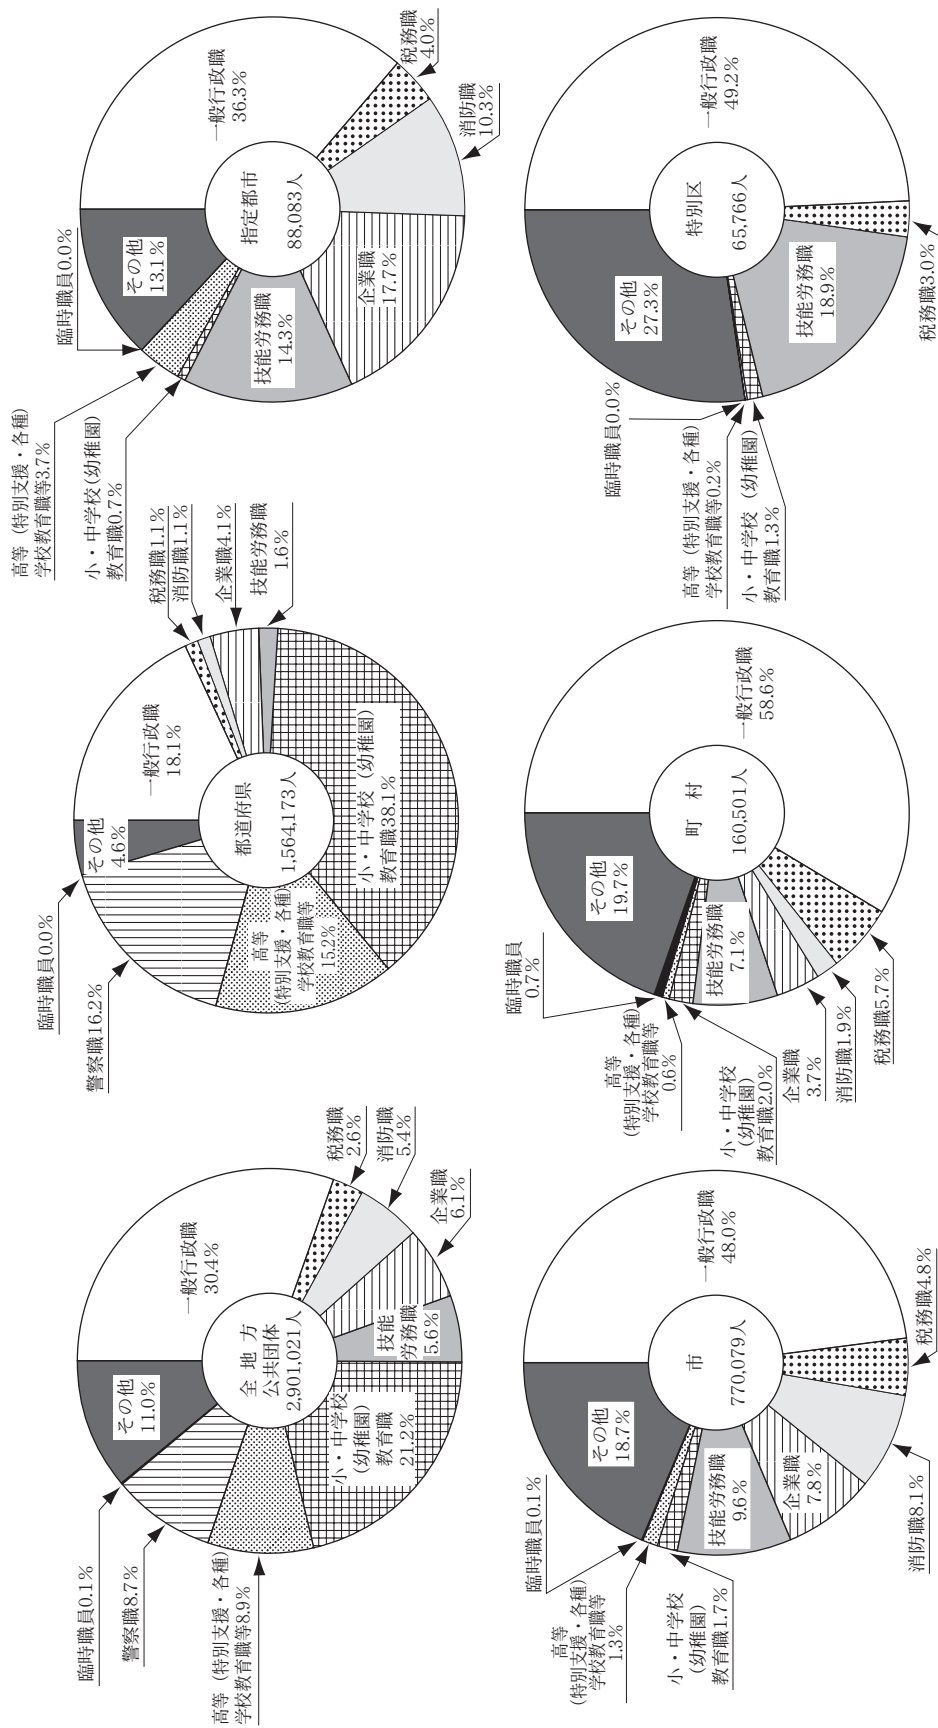 全 地 方
公共団体
2,901,021人
一般行政職
30.4%
税務職
2.6%
消防職
5.4%
企業職
6.1%
技能
労務職
5.6%
小・中学校
(幼稚園)
教育職
21.2%
高等（特別支援・各種）
学校教育職等8.9%
警察職8.7%
臨時職員0.1%
その他
11.0%
都道府県
1,564,173人
一般行政職
18.1%
税務職1.1%
消防職1.1%
企業職4.1%
技能労務職
1.6%
小・中学校（幼稚園）
教育職38.1%
高等
(特別支援・各種)
学校教育職等
15.2%
警察職16.2%
臨時職員0.0%
その他
4.6%
指定都市
88,083人
一般行政職
36.3%
税務職
4.0%
消防職
10.3%
企業職
17.7%
技能労務職
14.3%
小・中学校(幼稚園)
教育職0.7%
高等（特別支援・各種）
学校教育職等3.7%
臨時職員0.0%
その他
13.1%
市
770,079人
一般行政職
48.0%
税務職4.8%
消防職8.1%
企業職
7.8%
技能労務職
9.6%
小・中学校
(幼稚園)
教育職1.7%
高等
(特別支援・各種)
学校教育職等
1.3%
臨時職員0.1%
その他
18.7%
町　村
160,501人
一般行政職
58.6%
税務職5.7%
消防職1.9%
企業職
3.7%
技能労務職
7.1%
小・中学校
(幼稚園)
教育職2.0%
高等
(特別支援・各種)
学校教育職等
0.6%
臨時職員
0.7%
その他
19.7%
特別区
65,766人
一般行政職
49.2%
税務職3.0%
技能労務職
18.9%
小・中学校（幼稚園）
教育職1.3%
高等（特別支援・各種）
学校教育職等0.2%
臨時職員0.0%
その他
27.3%